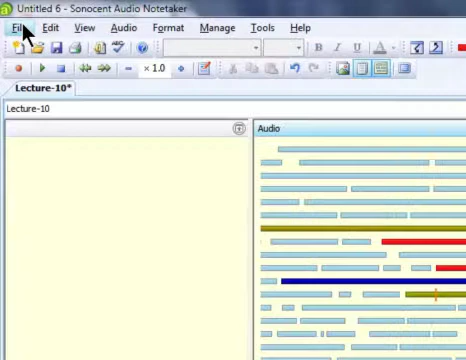 Untitled 6 - Sonocent Audio Notetaker
File Edit View Audio Format Manage Tools Help
B I U A
× 1.0
Lecture-10*
Lecture-10
Audio